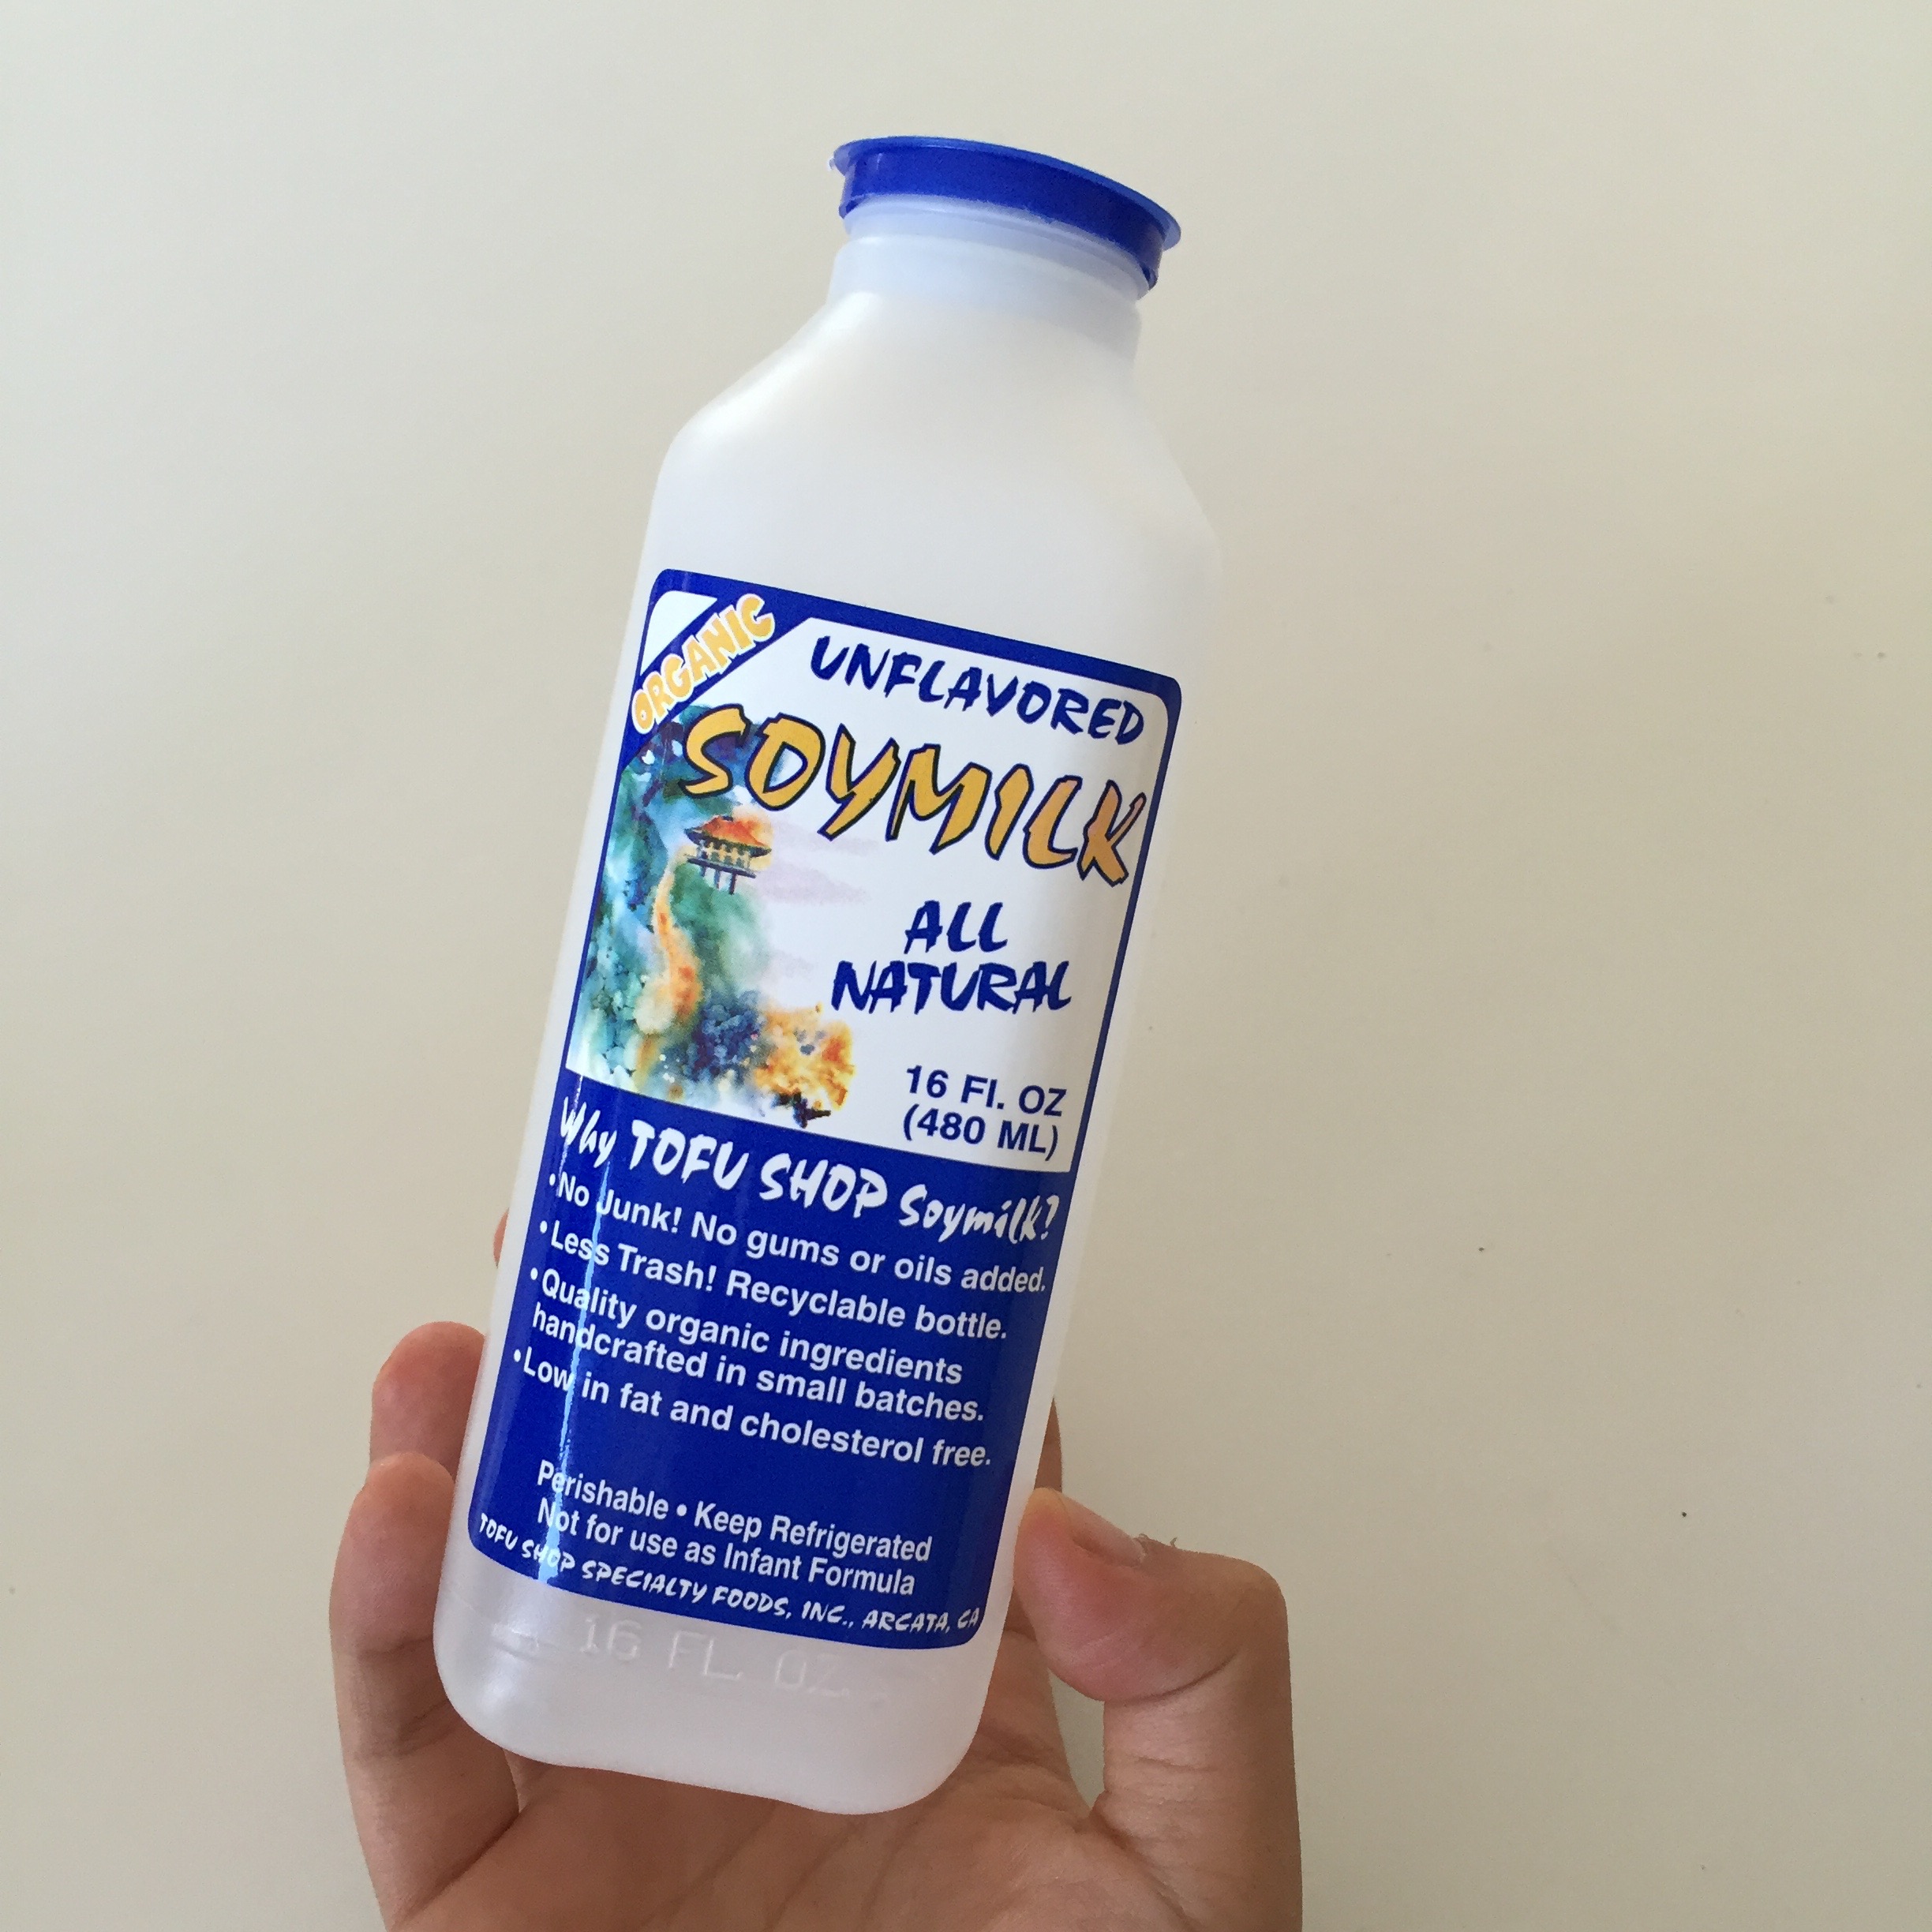 ORGANIC
UNFLAVORED
SOYMILK
ALL
NATURAL
16 Fl. OZ
(480 ML)
Why TOFU SHOP Soymilk?
•No Junk! No gums or oils added.
•Less Trash! Recyclable bottle.
•Quality organic ingredients
handcrafted in small batches.
•Low in fat and cholesterol free.
Perishable • Keep Refrigerated
Not for use as Infant Formula
TOFU SHOP SPECIALTY FOODS, INC., ARCATA, CA
16 FL. OZ.